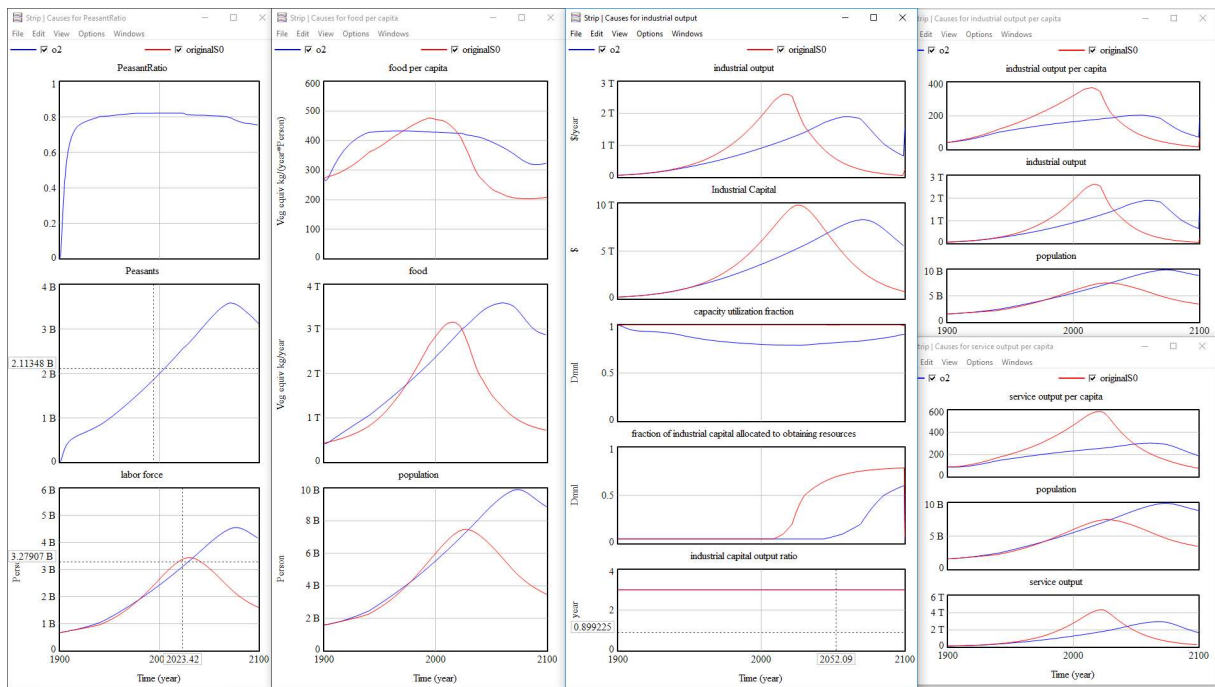 Strip | Causes for PeasantRatio
File Edit View Options Windows
o2 originalS0
PeasantRatio
1
0.8
0.6
0.4
0.2
0
Peasants
4 B
3 B
2.11348 B
2 B
1 B
0
labor force
6 B
5 B
4 B
3.27907 B
3 B
2 B
1 B
0
1900 2023.42 2100
Time (year)
Strip | Causes for food per capita
File Edit View Options Windows
o2 originalS0
food per capita
Veg equiv kg/(year*Person)
600
500
400
300
200
100
0
food
Veg equiv kg/year
4 T
3 T
2 T
1 T
0
population
Person
10 B
8 B
6 B
4 B
2 B
0
1900 2000 2100
Time (year)
Strip | Causes for industrial output
File Edit View Options Windows
o2 originalS0
industrial output
$/year
3 T
2 T
1 T
0
Industrial Capital
$
10 T
5 T
0
capacity utilization fraction
Dmnl
1
0.5
0
fraction of industrial capital allocated to obtaining resources
Dmnl
1
0.5
0
industrial capital output ratio
year
4
2
0.899225
0
1900 2000 2052.09 2100
Time (year)
Strip | Causes for industrial output per capita
Edit View Options Windows
o2 originalS0
industrial output per capita
400
200
0
industrial output
3 T
2 T
1 T
0
population
10 B
5 B
0
1900 2000 2100
Strip | Causes for service output per capita
Edit View Options Windows
o2 originalS0
service output per capita
600
400
200
0
population
10 B
5 B
0
service output
6 T
4 T
2 T
0
1900 2000 2100
Time (year)